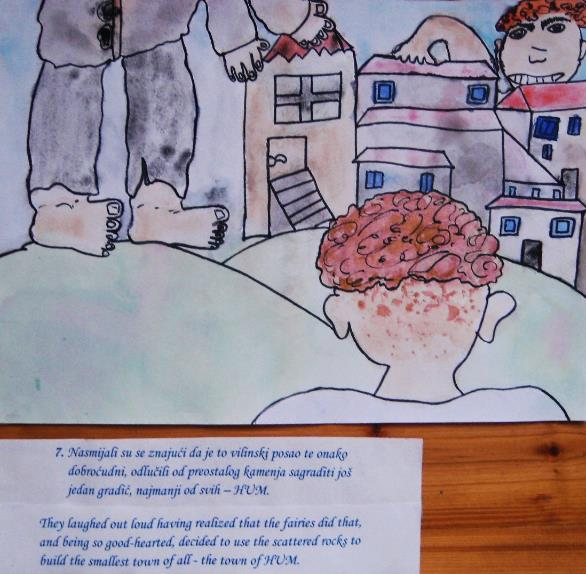 7. Nasmijali su se znajući da je to vilinski posao te onako
dobroćudni, odlučili od preostalog kamenja sagraditi još
jedan gradić, najmanji od svih – HUM.
They laughed out loud having realized that the fairies did that,
and being so good-hearted, decided to use the scattered rocks to
build the smallest town of all - the town of HUM.